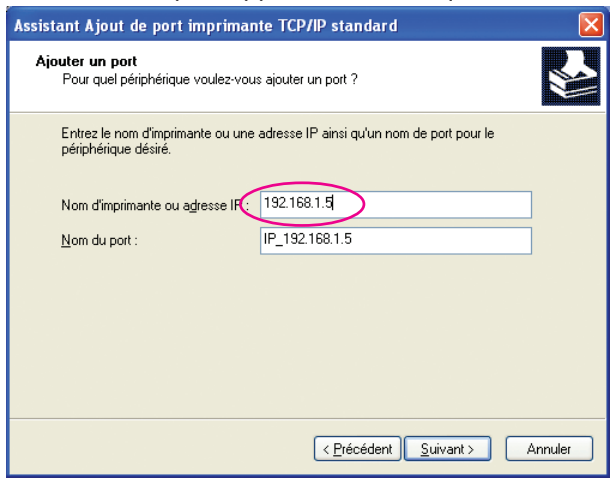 Assistant Ajout de port imprimante TCP/IP standard
Ajouter un port
Pour quel périphérique voulez-vous ajouter un port ?
Entrez le nom d'imprimante ou une adresse IP ainsi qu'un nom de port pour le
périphérique désiré.
Nom d'imprimante ou adresse IP : 192.168.1.5
Nom du port : IP_192.168.1.5
< Précédent Suivant > Annuler